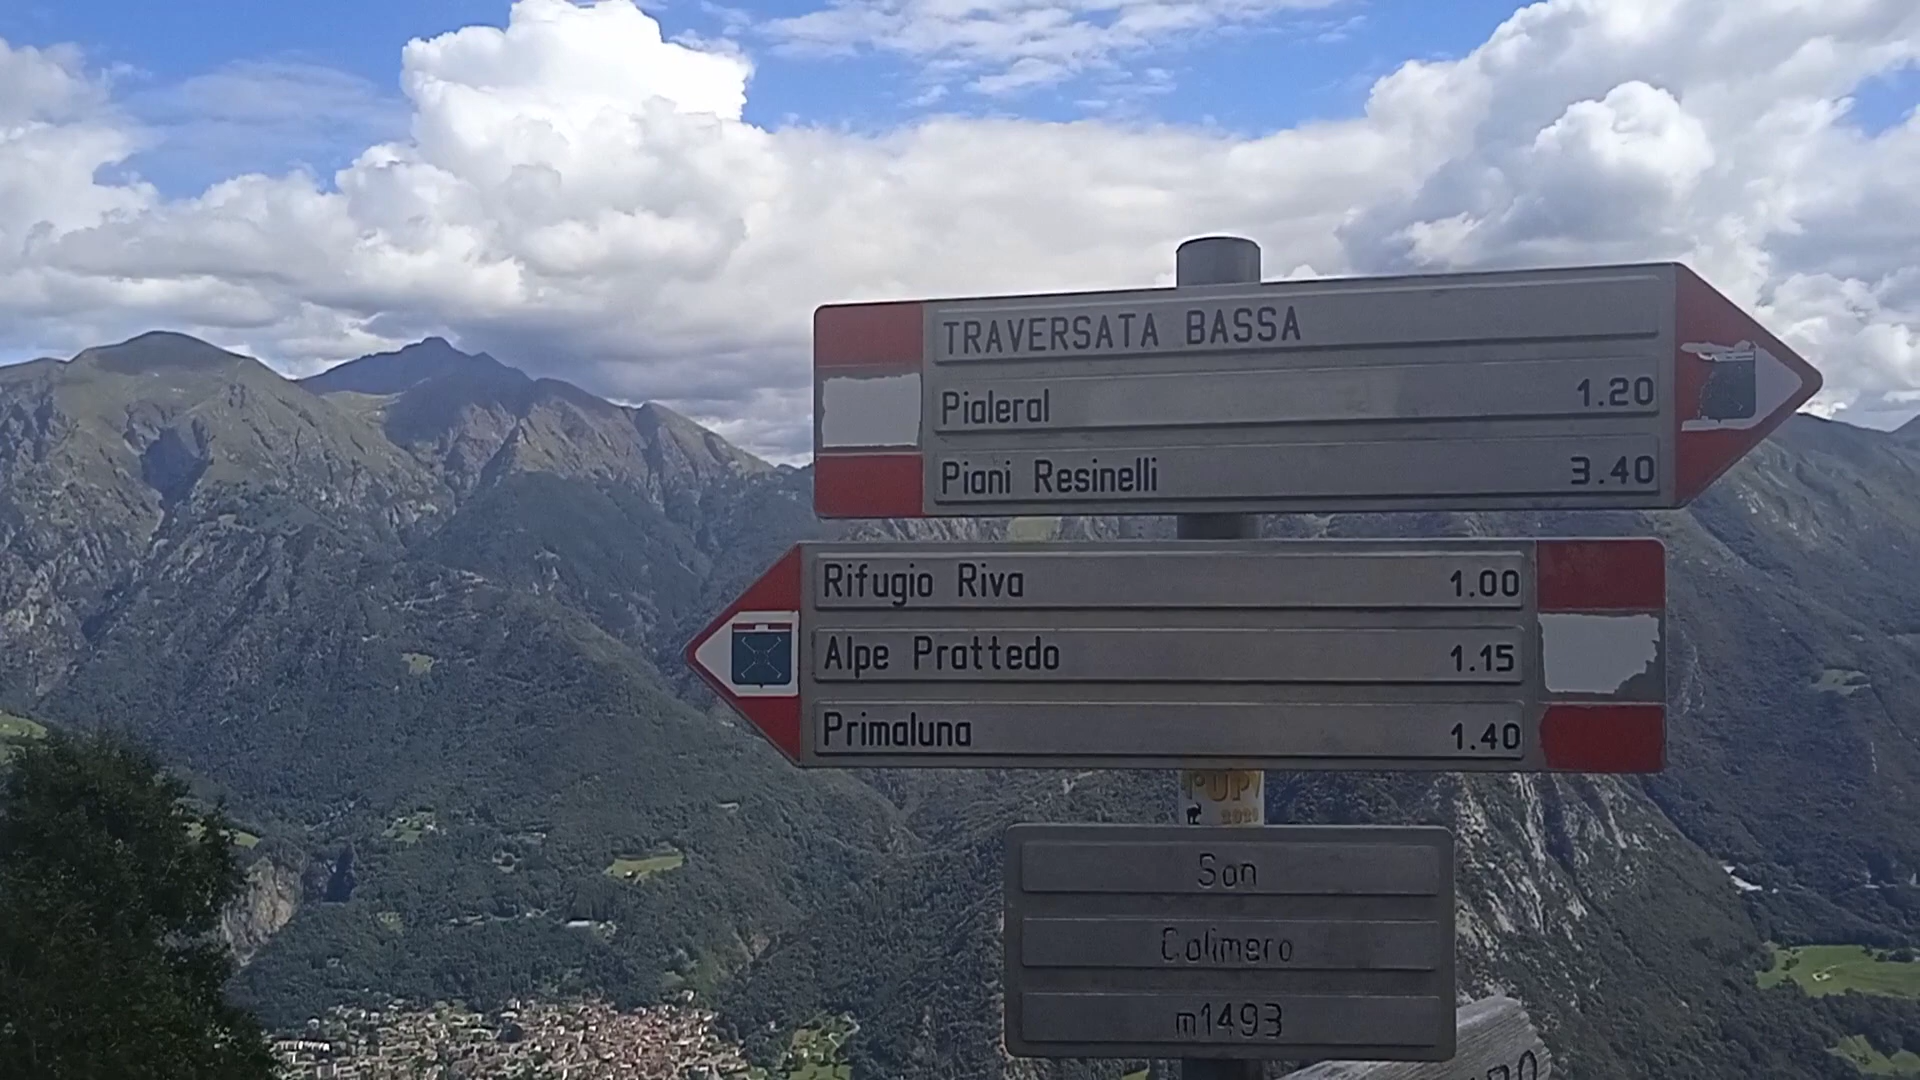 TRAVERSATA BASSA
Pialeral 1.20
Piani Resinelli 3.40
Rifugio Riva 1.00
Alpe Prattedo 1.15
Primaluna 1.40
San
Calimero
m1493